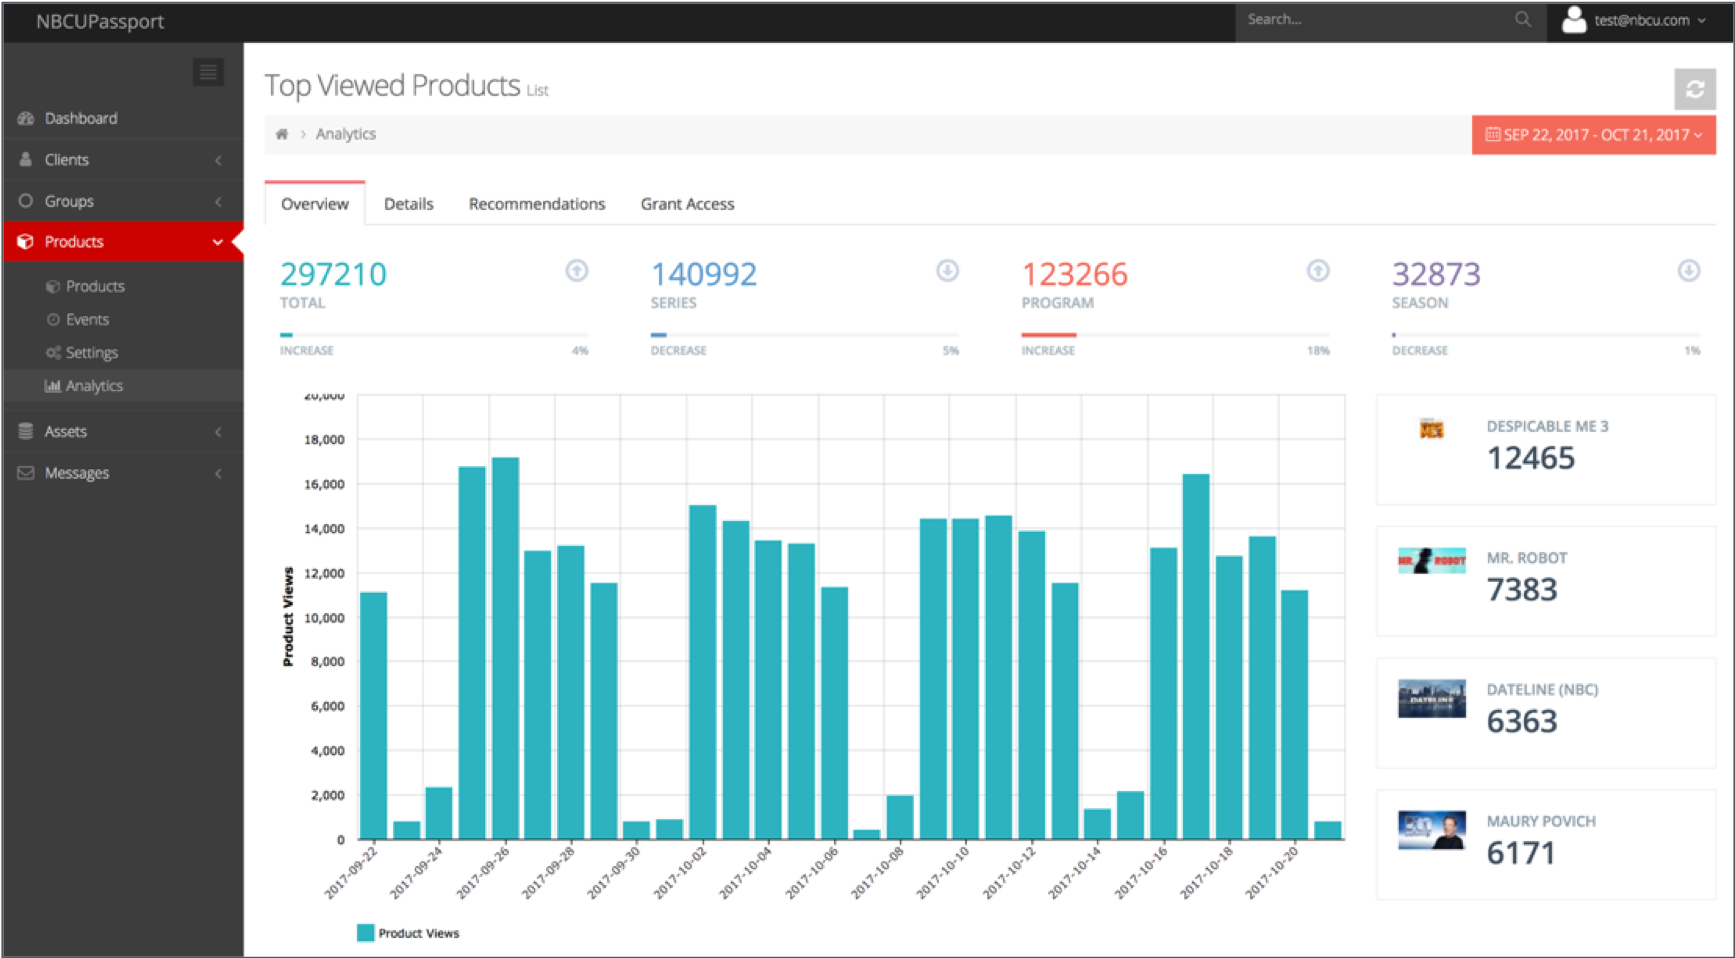 NBCUPassport
Search...
test@nbcu.com
Dashboard
Clients
Groups
Products
Products
Events
Settings
Analytics
Assets
Messages
Top Viewed Products List
Analytics
SEP 22, 2017 - OCT 21, 2017
Overview Details Recommendations Grant Access
297210
TOTAL
INCREASE 4%
140992
SERIES
DECREASE 5%
123266
PROGRAM
INCREASE 18%
32873
SEASON
DECREASE 1%
Product Views
20,000
18,000
16,000
14,000
12,000
10,000
8,000
6,000
4,000
2,000
0
2017-09-22
2017-09-24
2017-09-26
2017-09-28
2017-09-30
2017-10-02
2017-10-04
2017-10-06
2017-10-08
2017-10-10
2017-10-12
2017-10-14
2017-10-16
2017-10-18
2017-10-20
Product Views
DESPICABLE ME 3
12465
MR. ROBOT
MR. ROBOT
7383
DATELINE
DATELINE (NBC)
6363
MAURY POVICH
6171